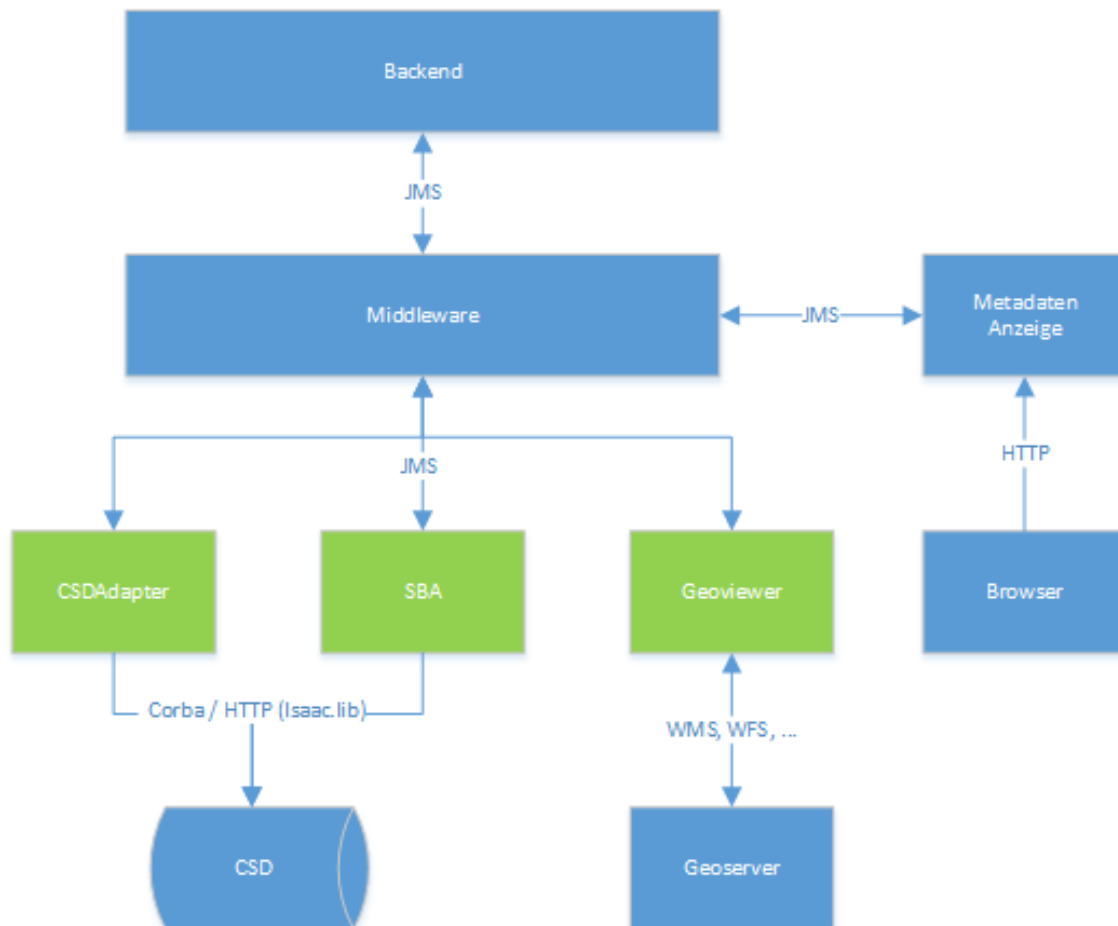 Backend
JMS
Middleware
JMS
Metadaten
Anzeige
JMS
HTTP
CSDAdapter
SBA
Geoviewer
Browser
Corba / HTTP (Isaac.lib)
WMS, WFS, ...
CSD
Geoserver